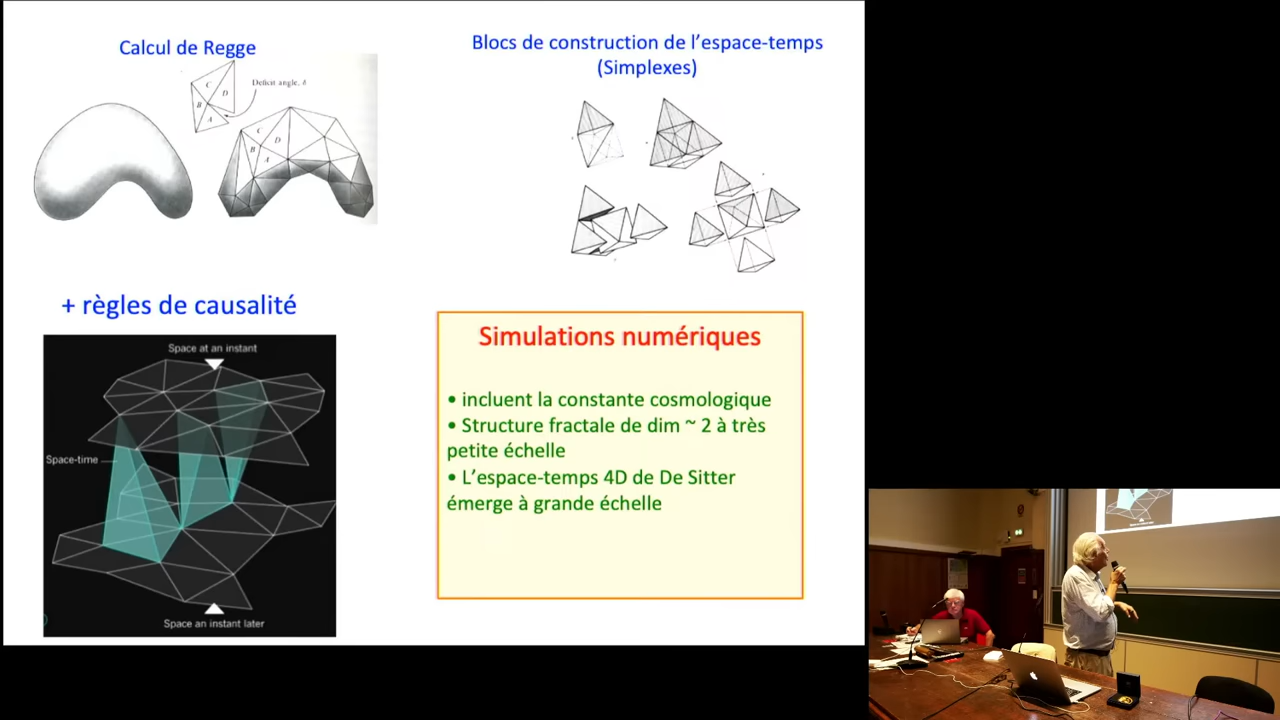 Calcul de Regge
Deficit angle, δ
C
D
B
A
C
D
B
A
Blocs de construction de l'espace-temps
(Simplexes)
+ règles de causalité
Space at an instant
Space-time
Space an instant later
Simulations numériques
• incluent la constante cosmologique
• Structure fractale de dim ~ 2 à très
petite échelle
• L'espace-temps 4D de De Sitter
émerge à grande échelle